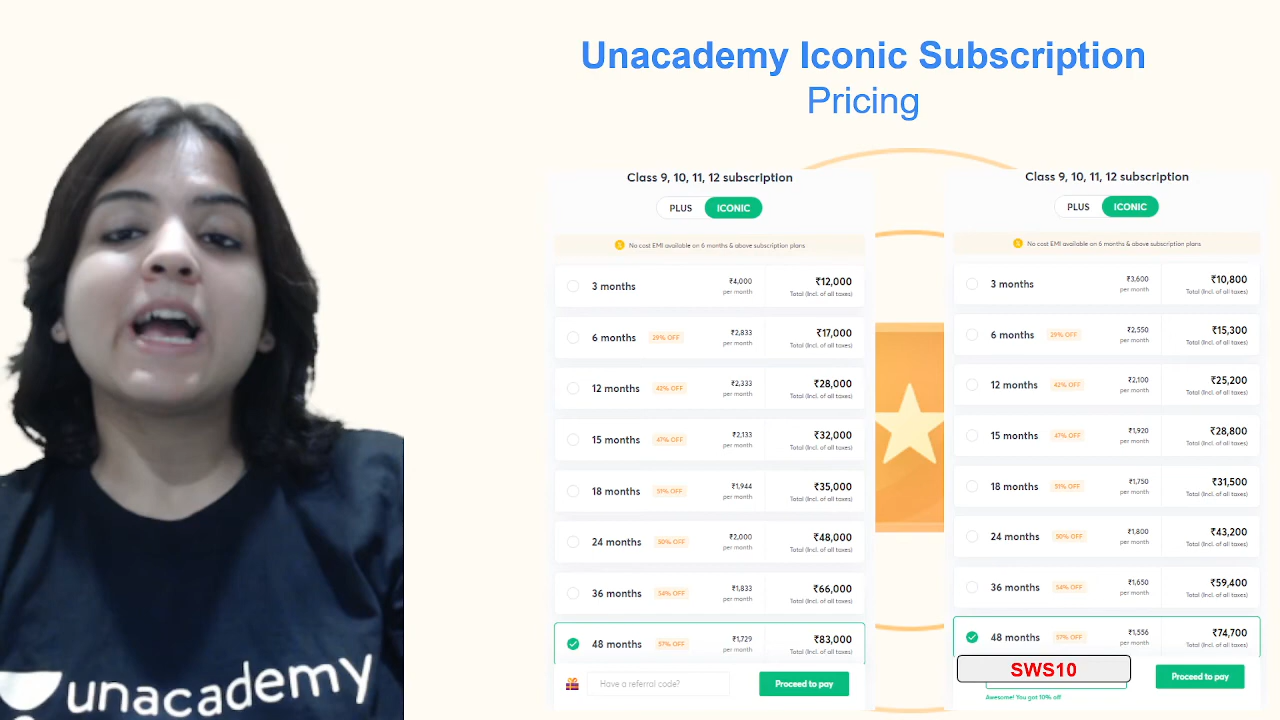 Unacademy Iconic Subscription
Pricing
Class 9, 10, 11, 12 subscription
PLUS ICONIC
No cost EMI available on 6 months & above subscription plans
3 months ₹4,000 per month ₹12,000 Total (Incl. of all taxes)
6 months 29% OFF ₹2,833 per month ₹17,000 Total (Incl. of all taxes)
12 months 42% OFF ₹2,333 per month ₹28,000 Total (Incl. of all taxes)
15 months 47% OFF ₹2,133 per month ₹32,000 Total (Incl. of all taxes)
18 months 51% OFF ₹1,944 per month ₹35,000 Total (Incl. of all taxes)
24 months 50% OFF ₹2,000 per month ₹48,000 Total (Incl. of all taxes)
36 months 54% OFF ₹1,833 per month ₹66,000 Total (Incl. of all taxes)
48 months 57% OFF ₹1,729 per month ₹83,000 Total (Incl. of all taxes)
Have a referral code? Proceed to pay
Class 9, 10, 11, 12 subscription
PLUS ICONIC
No cost EMI available on 6 months & above subscription plans
3 months ₹3,600 per month ₹10,800 Total (Incl. of all taxes)
6 months 29% OFF ₹2,550 per month ₹15,300 Total (Incl. of all taxes)
12 months 42% OFF ₹2,100 per month ₹25,200 Total (Incl. of all taxes)
15 months 47% OFF ₹1,920 per month ₹28,800 Total (Incl. of all taxes)
18 months 51% OFF ₹1,750 per month ₹31,500 Total (Incl. of all taxes)
24 months 50% OFF ₹1,800 per month ₹43,200 Total (Incl. of all taxes)
36 months 54% OFF ₹1,650 per month ₹59,400 Total (Incl. of all taxes)
48 months 57% OFF ₹1,556 per month ₹74,700 Total (Incl. of all taxes)
SWS10 Proceed to pay
Awesome! You got 10% off
unacademy